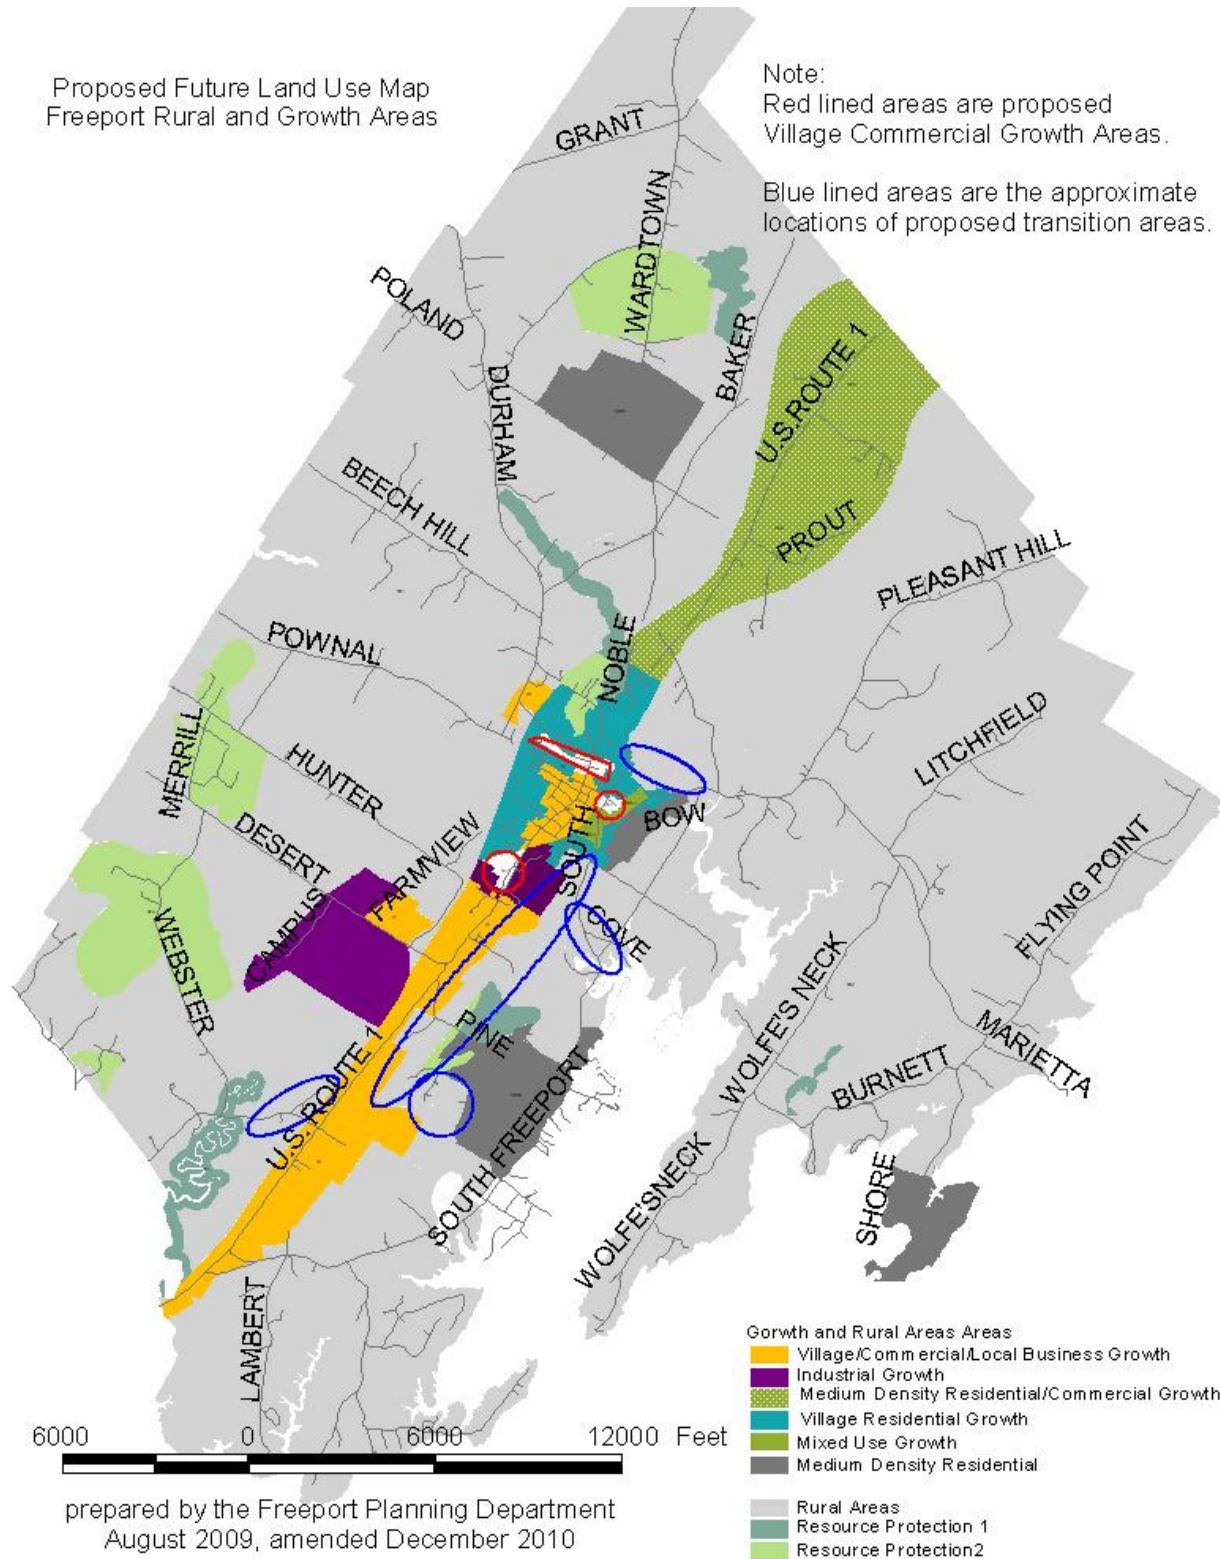 Proposed Future Land Use Map
Freeport Rural and Growth Areas
Note:
Red lined areas are proposed
Village Commercial Growth Areas.
Blue lined areas are the approximate
locations of proposed transition areas.
GRANT
WARDTOWN
POLAND
BAKER
DURHAM
U.S.ROUTE 1
BEECH HILL
PROUT
PLEASANT HILL
POWNAL
NOBLE
MERRILL
HUNTER
LITCHFIELD
DESERT
FARMVIEW
SOUTH
BOW
CAMPUS
COVE
FLYING POINT
WEBSTER
WOLFE'S NECK
PINE
MARIETTA
U.S. ROUTE 1
BURNETT
SOUTH FREEPORT
WOLFE'SNECK
SHORE
LAMBERT
6000 0 6000 12000 Feet
prepared by the Freeport Planning Department
August 2009, amended December 2010
Gorwth and Rural Areas Areas
Village/Commercial/Local Business Growth
Industrial Growth
Medium Density Residential/Commercial Growth
Village Residential Growth
Mixed Use Growth
Medium Density Residential
Rural Areas
Resource Protection 1
Resource Protection2